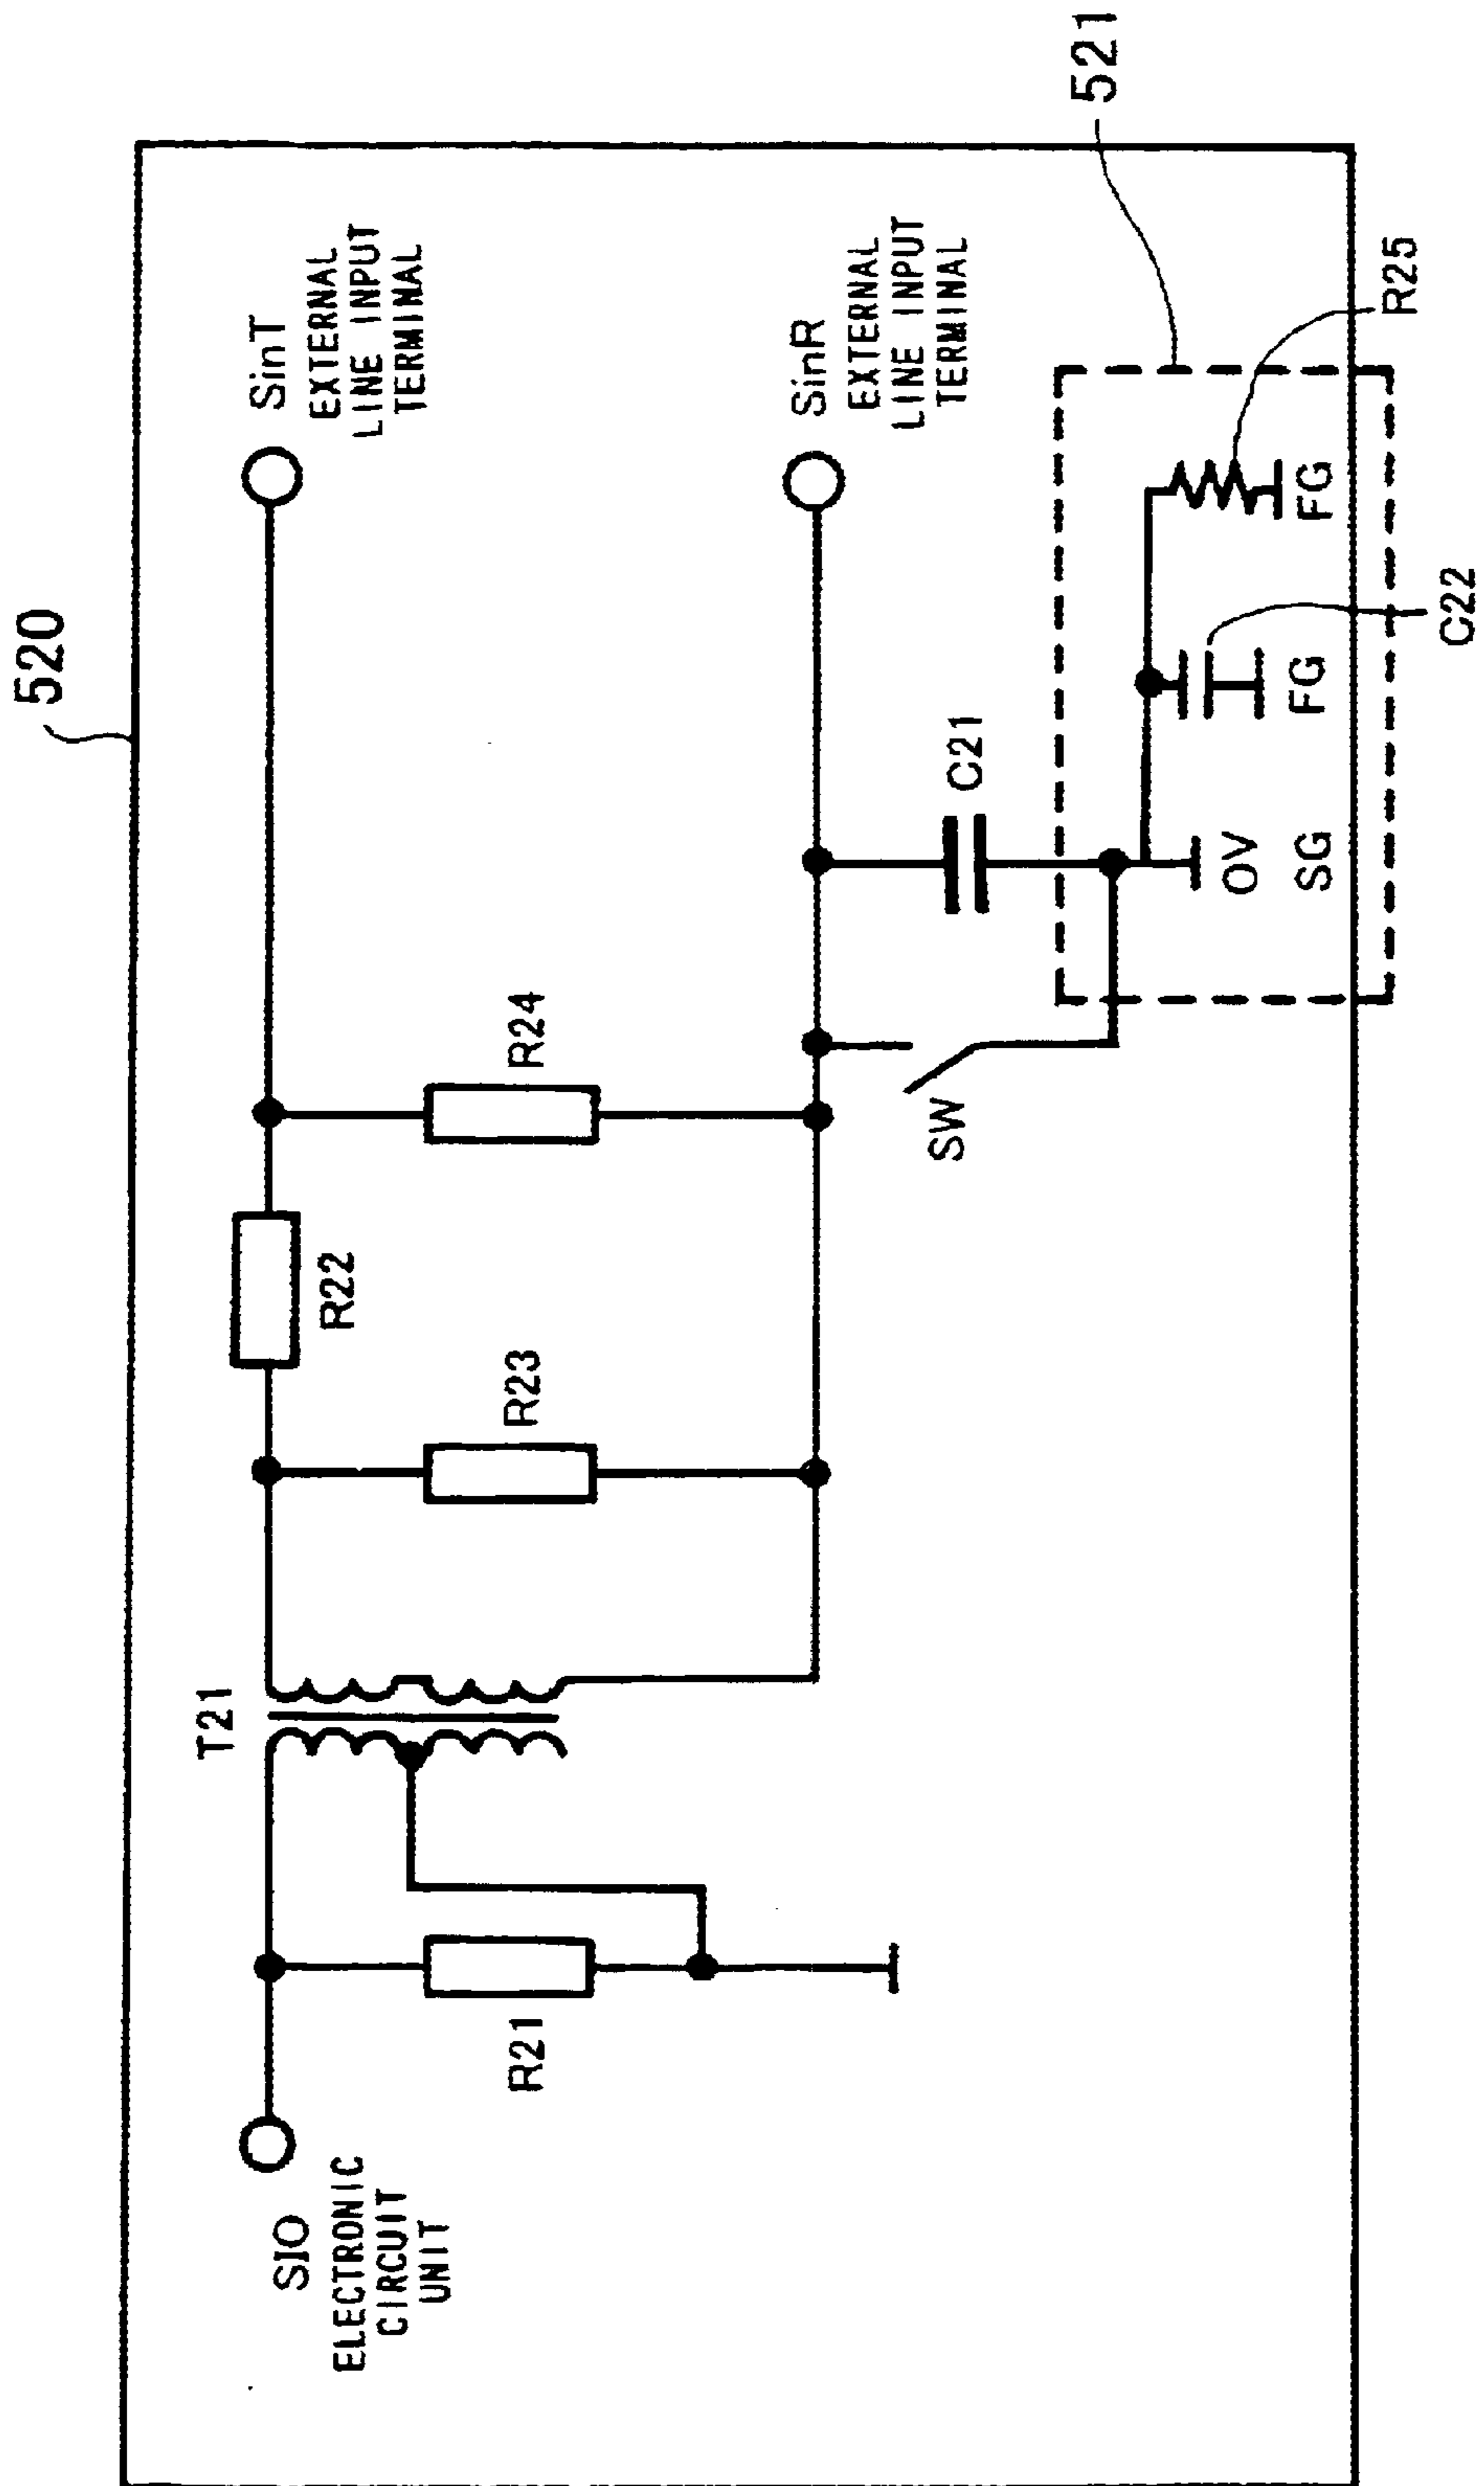 520
T21
SIO
ELECTRONIC
CIRCUIT
UNIT
R21
R22
R23
R24
SinT
EXTERNAL
LINE INPUT
TERMINAL
SinR
EXTERNAL
LINE INPUT
TERMINAL
SW
C21
521
0V
SG
FG
FG
C22
R25